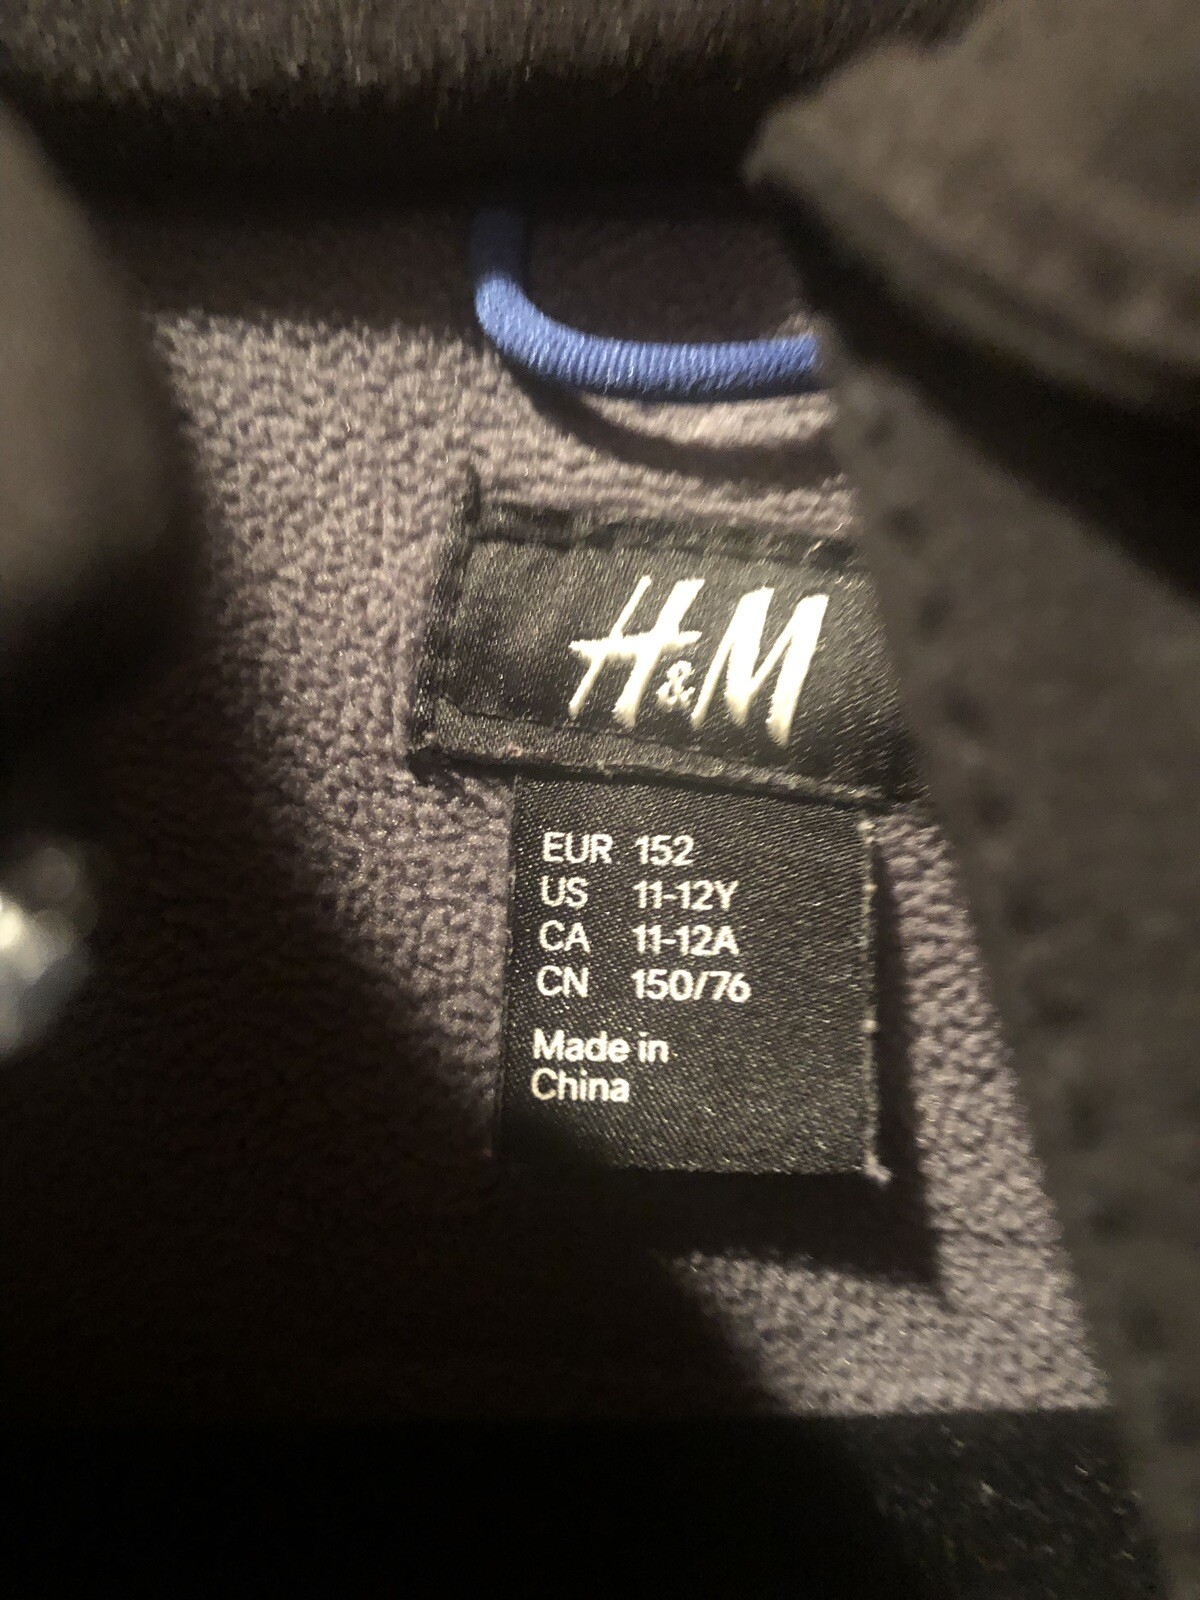 H&M
EUR 152
US 11-12Y
CA 11-12A
CN 150/76
Made in
China